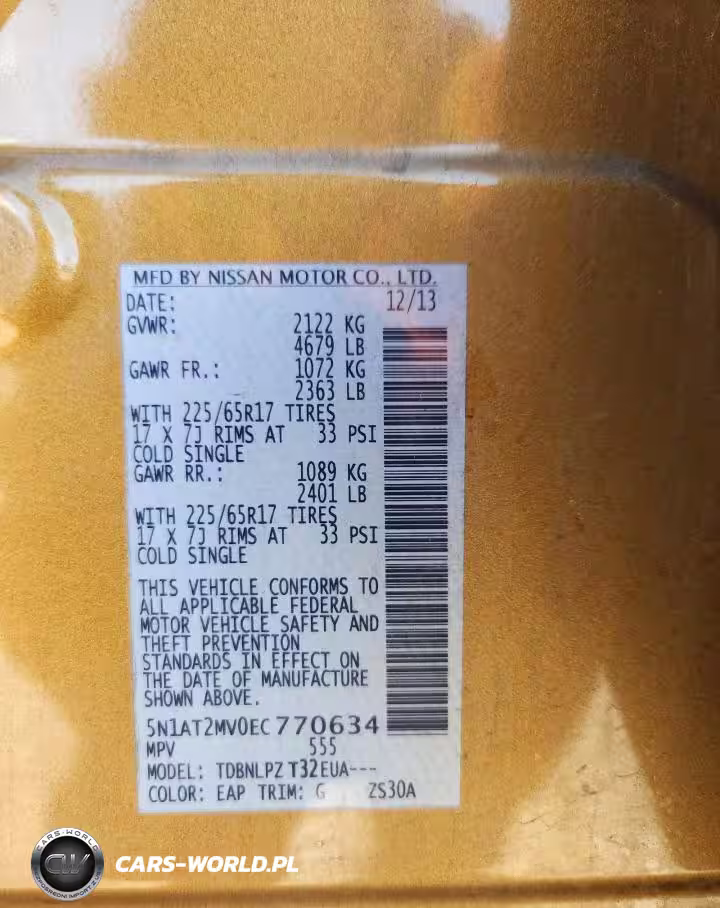 MFD BY NISSAN MOTOR CO., LTD.
DATE: 12/13
GVWR: 2122 KG
4679 LB
GAWR FR.: 1072 KG
2363 LB
WITH 225/65R17 TIRES
17 X 7J RIMS AT 33 PSI
COLD SINGLE
GAWR RR.: 1089 KG
2401 LB
WITH 225/65R17 TIRES
17 X 7J RIMS AT 33 PSI
COLD SINGLE
THIS VEHICLE CONFORMS TO
ALL APPLICABLE FEDERAL
MOTOR VEHICLE SAFETY AND
THEFT PREVENTION
STANDARDS IN EFFECT ON
THE DATE OF MANUFACTURE
SHOWN ABOVE.
5N1AT2MV0EC770634
MPV 555
MODEL: TDBNLPZ T32EUA---
COLOR: EAP TRIM: G ZS30A
CARS-WORLD
CW
CARS-WORLD.PL